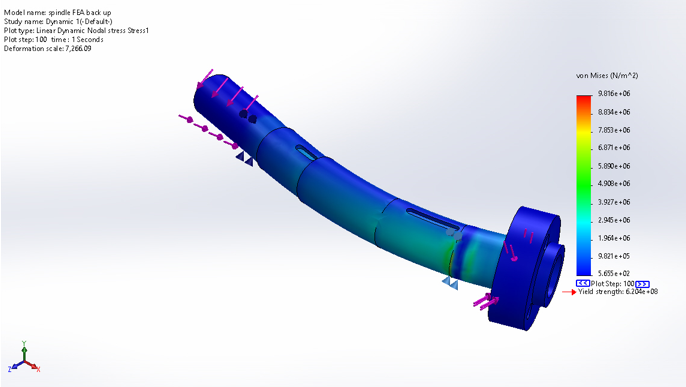 Model name: spindle FEA back up
Study name: Dynamic 1(-Default-)
Plot type: Linear Dynamic Nodal stress Stress1
Plot step: 100 time : 1 Seconds
Deformation scale: 7,266.09
von Mises (N/m^2)
9.816e+06
8.834e+06
7.853e+06
6.871e+06
5.890e+06
4.908e+06
3.927e+06
2.945e+06
1.964e+06
9.821e+05
5.655e+02
<< Plot Step: 100 >>
Yield strength: 6.204e+08
Y
Z
X